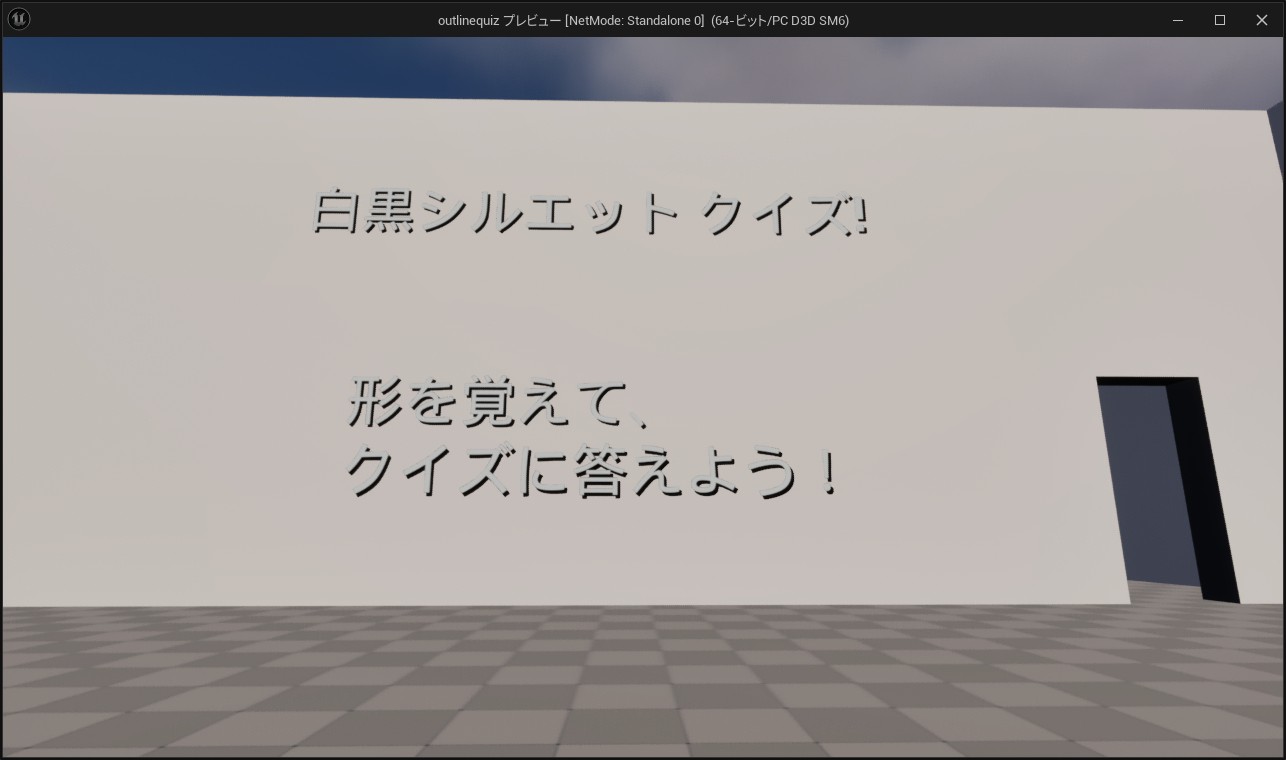 outlinequiz プレビュー [NetMode: Standalone 0]  (64-ビット/PC D3D SM6)
白黒シルエット クイズ!
形を覚えて、
クイズに答えよう！